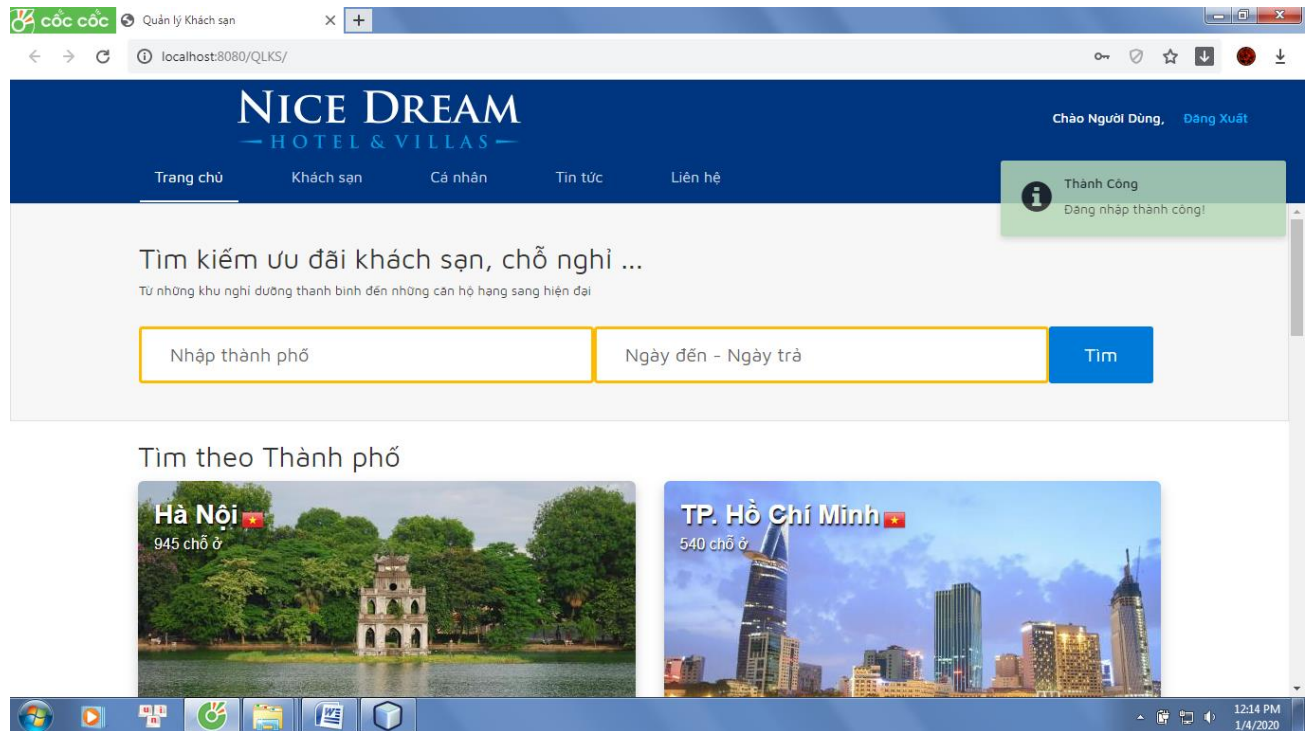 cốc cốc Quản lý Khách sạn
localhost:8080/QLKS/
NICE DREAM
HOTEL & VILLAS
Chào Người Dùng, Đăng Xuất
Trang chủ Khách sạn Cá nhân Tin tức Liên hệ
Thành Công
Đăng nhập thành công!
Tìm kiếm ưu đãi khách sạn, chỗ nghỉ ...
Từ những khu nghỉ dưỡng thanh bình đến những căn hộ hạng sang hiện đại
Nhập thành phố Ngày đến - Ngày trả Tìm
Tìm theo Thành phố
Hà Nội
945 chỗ ở
TP. Hồ Chí Minh
540 chỗ ở
12:14 PM
1/4/2020